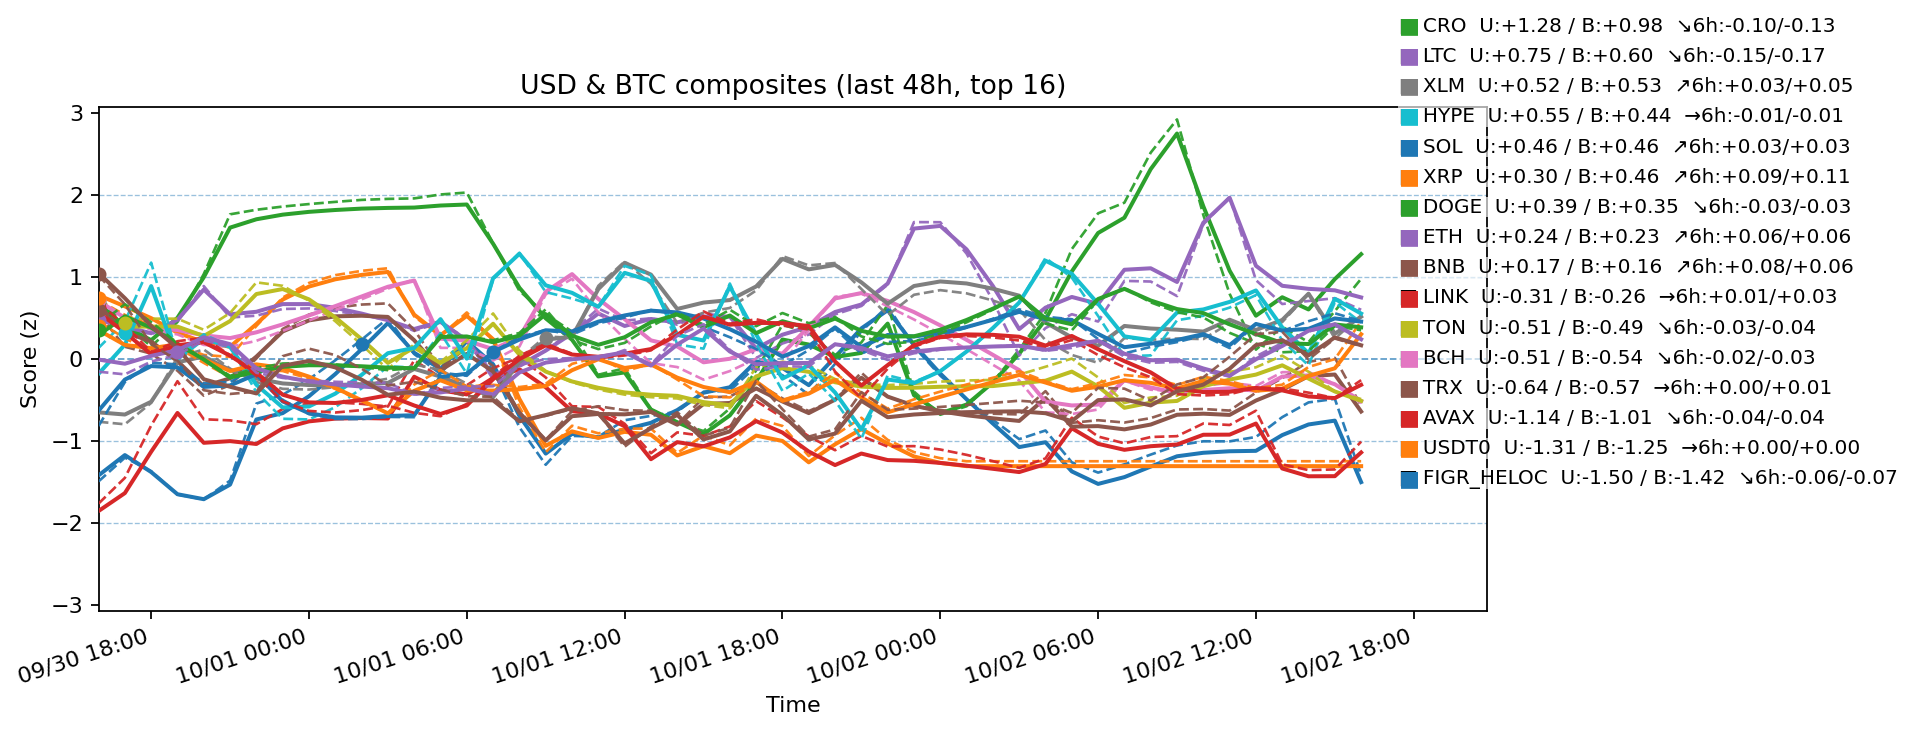 CRO U:+1.28 / B:+0.98 ↘6h:-0.10/-0.13
LTC U:+0.75 / B:+0.60 ↘6h:-0.15/-0.17
XLM U:+0.52 / B:+0.53 ↗6h:+0.03/+0.05
HYPE U:+0.55 / B:+0.44 →6h:-0.01/-0.01
SOL U:+0.46 / B:+0.46 ↗6h:+0.03/+0.03
XRP U:+0.30 / B:+0.46 ↗6h:+0.09/+0.11
DOGE U:+0.39 / B:+0.35 ↘6h:-0.03/-0.03
ETH U:+0.24 / B:+0.23 ↗6h:+0.06/+0.06
BNB U:+0.17 / B:+0.16 ↗6h:+0.08/+0.06
LINK U:-0.31 / B:-0.26 →6h:+0.01/+0.03
TON U:-0.51 / B:-0.49 ↘6h:-0.03/-0.04
BCH U:-0.51 / B:-0.54 ↘6h:-0.02/-0.03
TRX U:-0.64 / B:-0.57 →6h:+0.00/+0.01
AVAX U:-1.14 / B:-1.01 ↘6h:-0.04/-0.04
USDT0 U:-1.31 / B:-1.25 →6h:+0.00/+0.00
FIGR_HELOC U:-1.50 / B:-1.42 ↘6h:-0.06/-0.07
USD & BTC composites (last 48h, top 16)
Score (z)
3
2
1
0
−1
−2
−3
09/30 18:00
10/01 00:00
10/01 06:00
10/01 12:00
10/01 18:00
10/02 00:00
10/02 06:00
10/02 12:00
10/02 18:00
Time